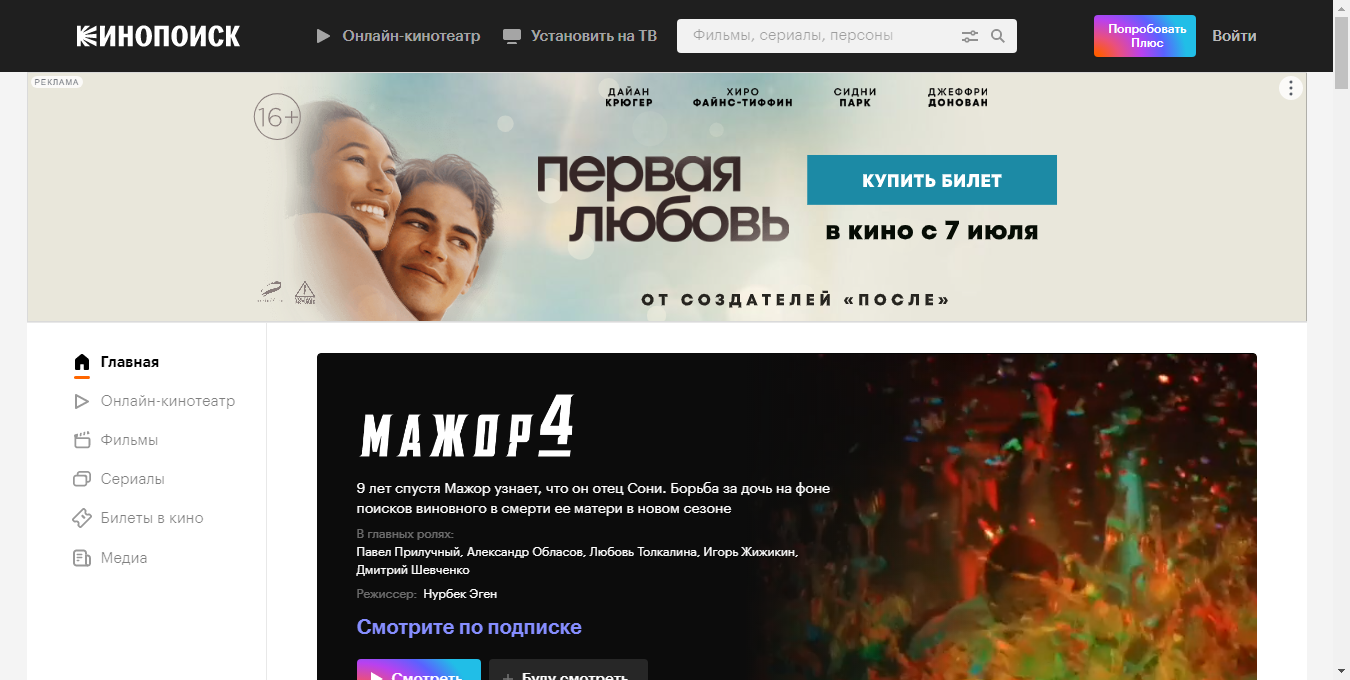 КИНОПОИСК
Онлайн-кинотеатр
Установить на ТВ
Фильмы, сериалы, персоны
Попробовать
Плюс
Войти
РЕКЛАМА
16+
ДАЙАН
КРЮГЕР
ХИРО
ФАЙНС-ТИФФИН
СИДНИ
ПАРК
ДЖЕФФРИ
ДОНОВАН
первая
любовь
КУПИТЬ БИЛЕТ
в кино с 7 июля
ОТ СОЗДАТЕЛЕЙ «ПОСЛЕ»
Главная
Онлайн-кинотеатр
Фильмы
Сериалы
Билеты в кино
Медиа
МАЖОР 4
9 лет спустя Мажор узнает, что он отец Сони. Борьба за дочь на фоне
поисков виновного в смерти ее матери в новом сезоне
В главных ролях:
Павел Прилучный, Александр Обласов, Любовь Толкалина, Игорь Жижикин,
Дмитрий Шевченко
Режиссер: Нурбек Эген
Смотрите по подписке
Смотреть
Буду смотреть